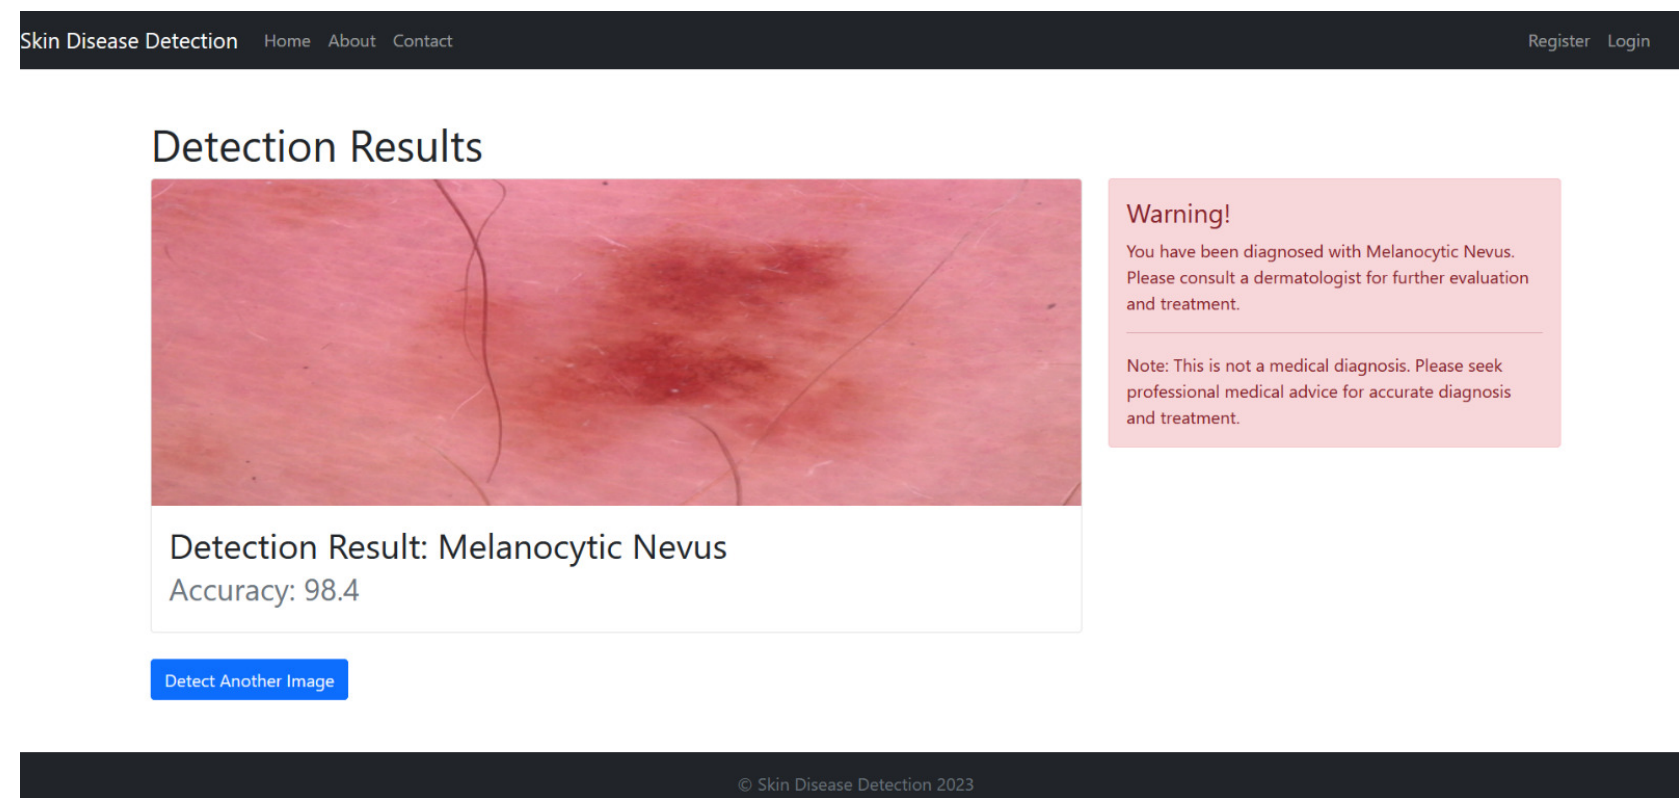 Skin Disease Detection Home About Contact Register Login
Detection Results
Warning!
You have been diagnosed with Melanocytic Nevus.
Please consult a dermatologist for further evaluation
and treatment.
Note: This is not a medical diagnosis. Please seek
professional medical advice for accurate diagnosis
and treatment.
Detection Result: Melanocytic Nevus
Accuracy: 98.4
Detect Another Image
© Skin Disease Detection 2023